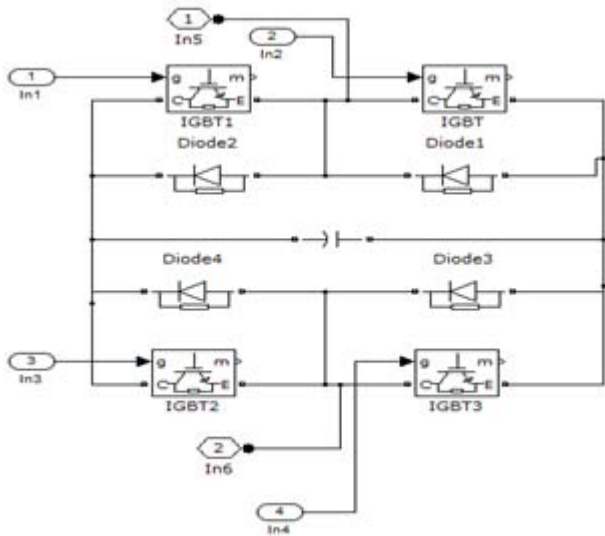 1
In5
2
In2
1
In1
g m
C E
IGBT1
g m
C E
IGBT
Diode2
Diode1
Diode4
Diode3
3
In3
g m
C E
IGBT2
g m
C E
IGBT3
2
In6
4
In4